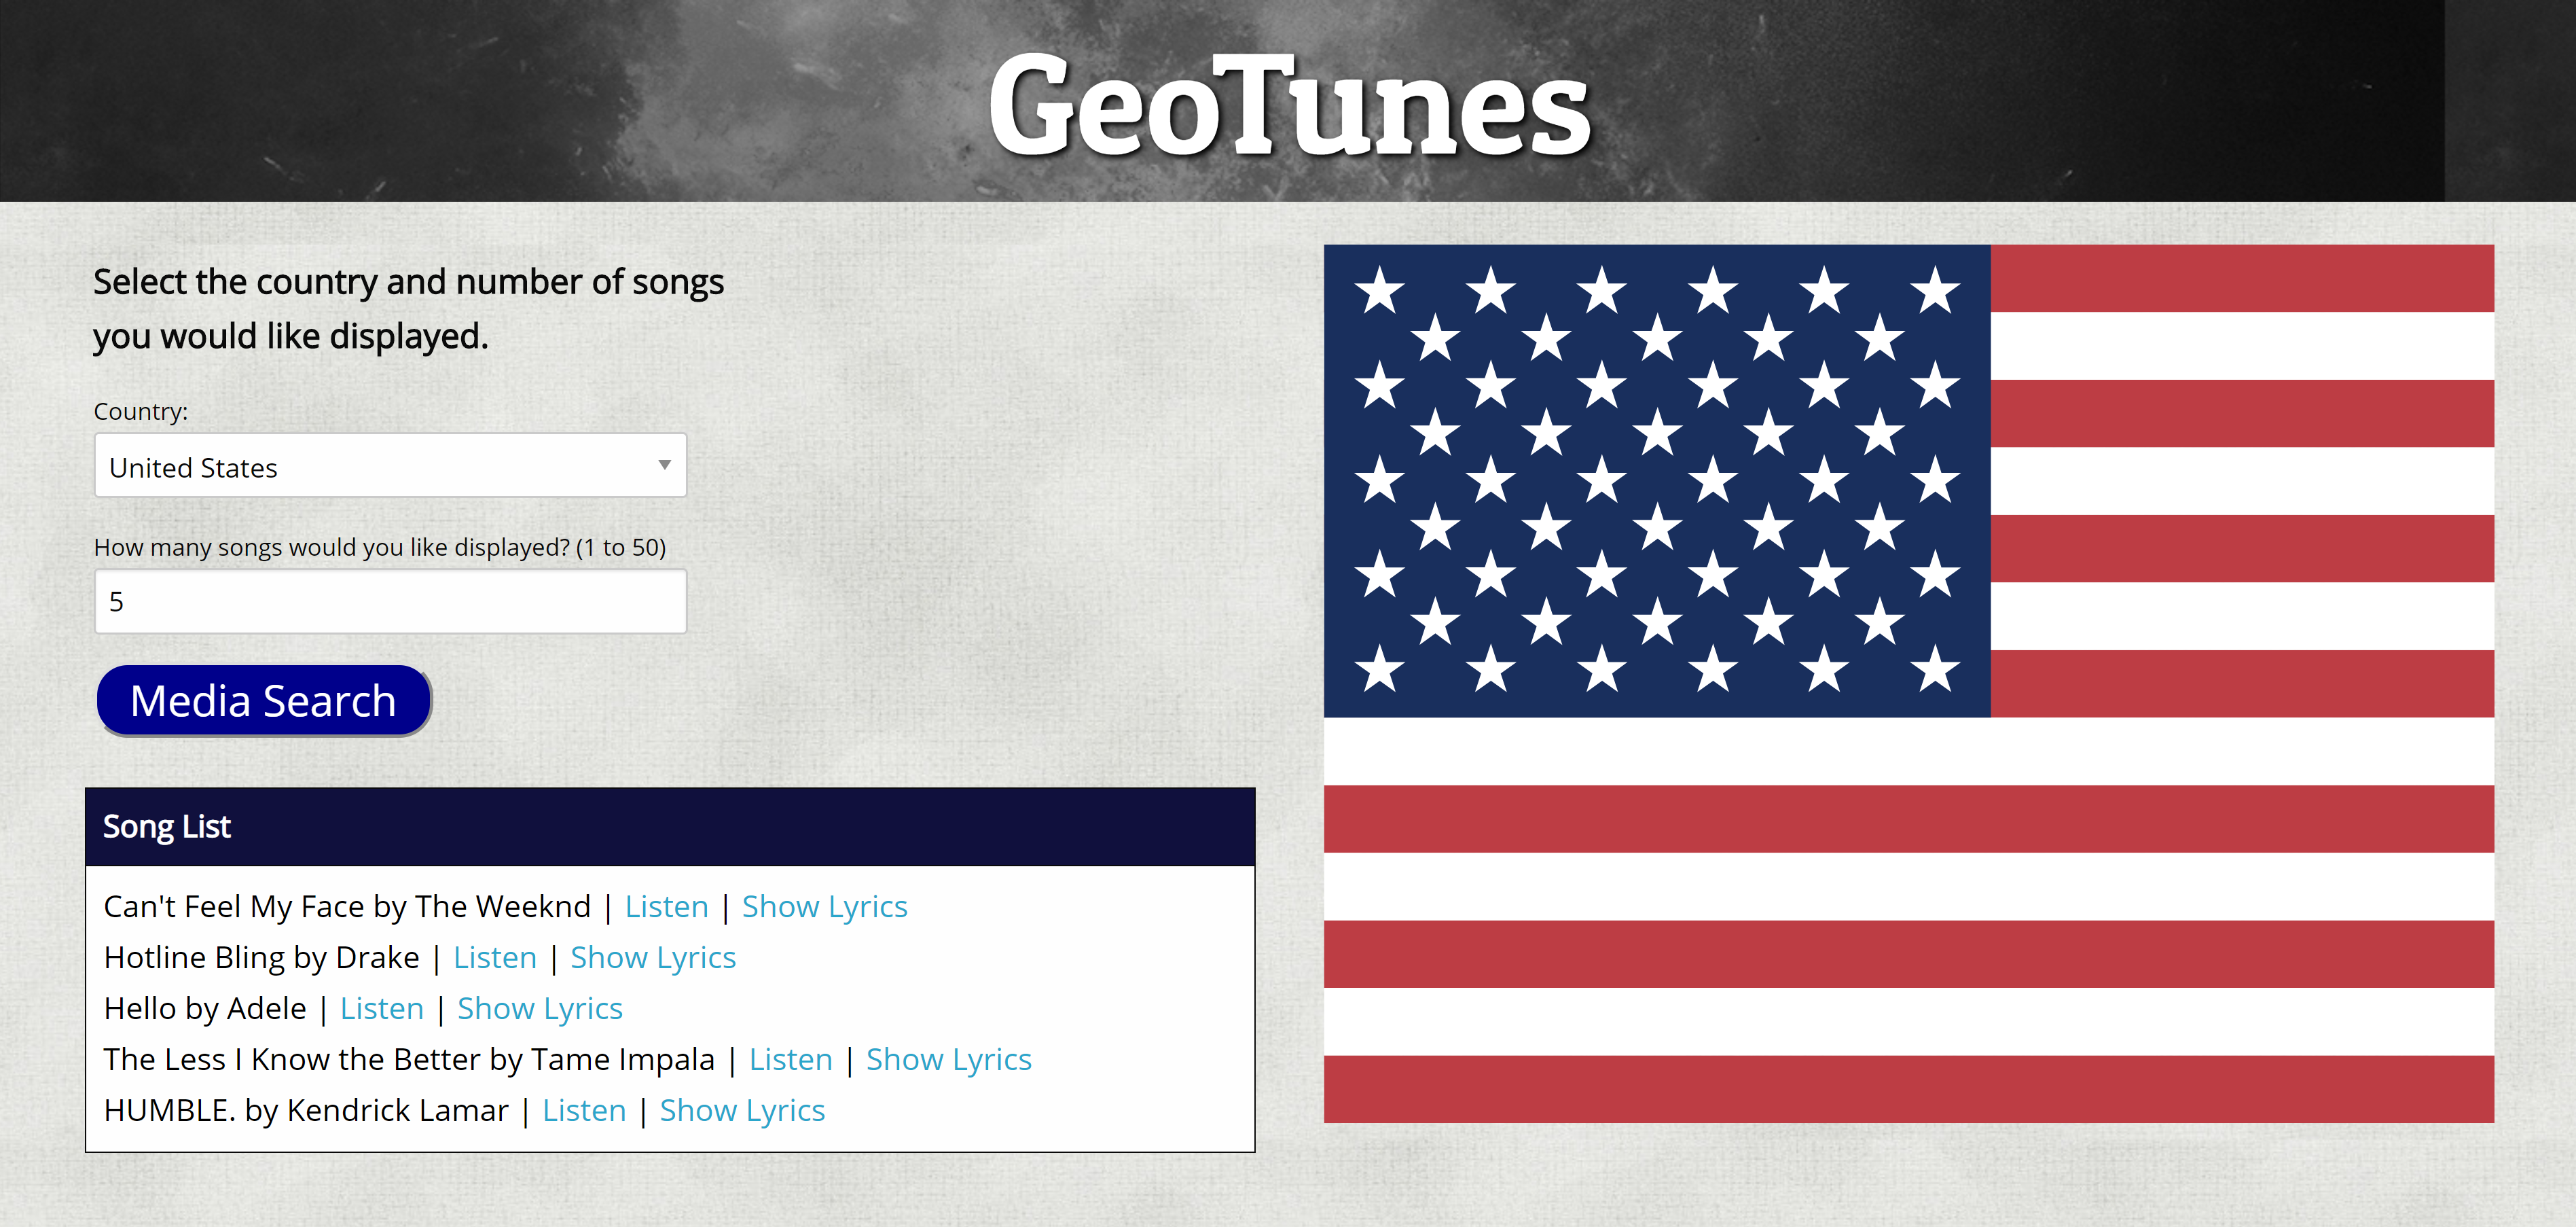 GeoTunes
Select the country and number of songs
you would like displayed.
Country:
United States
How many songs would you like displayed? (1 to 50)
5
Media Search
Song List
Can't Feel My Face by The Weeknd | Listen | Show Lyrics
Hotline Bling by Drake | Listen | Show Lyrics
Hello by Adele | Listen | Show Lyrics
The Less I Know the Better by Tame Impala | Listen | Show Lyrics
HUMBLE. by Kendrick Lamar | Listen | Show Lyrics